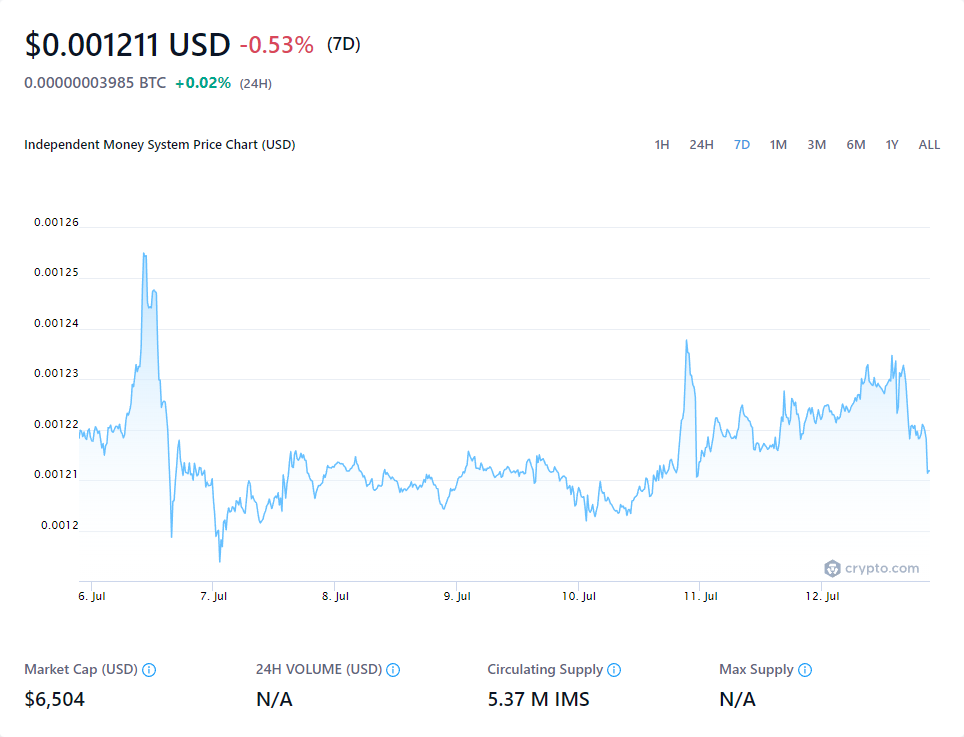 $0.001211 USD -0.53% (7D)
0.00000003985 BTC +0.02% (24H)
Independent Money System Price Chart (USD) 1H 24H 7D 1M 3M 6M 1Y ALL
0.00126
0.00125
0.00124
0.00123
0.00122
0.00121
0.0012
crypto.com
6. Jul 7. Jul 8. Jul 9. Jul 10. Jul 11. Jul 12. Jul
Market Cap (USD) 24H VOLUME (USD) Circulating Supply Max Supply
$6,504 N/A 5.37 M IMS N/A